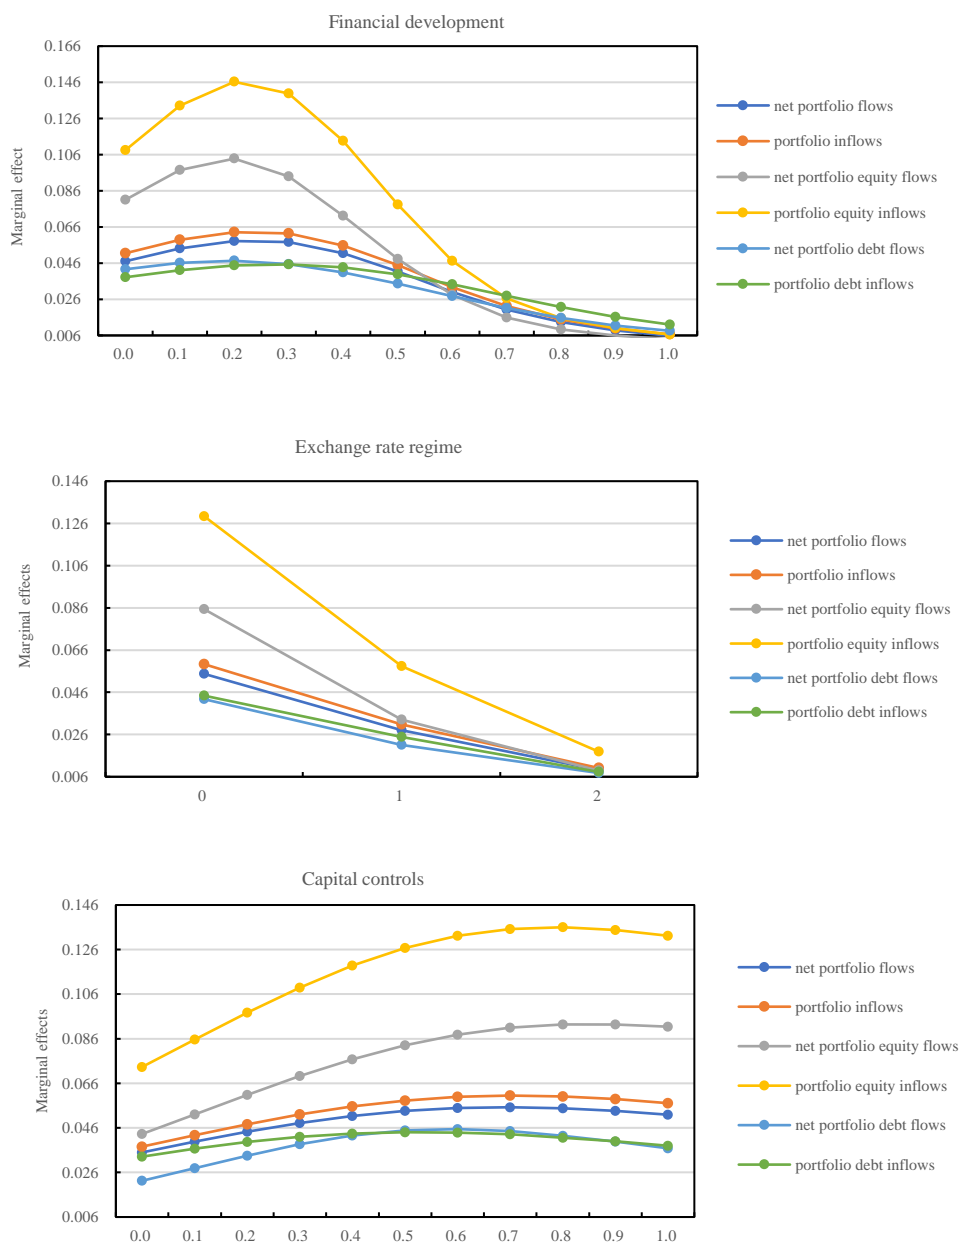 Financial development
Marginal effect
0.166
0.146
0.126
0.106
0.086
0.066
0.046
0.026
0.006
0.0 0.1 0.2 0.3 0.4 0.5 0.6 0.7 0.8 0.9 1.0
net portfolio flows
portfolio inflows
net portfolio equity flows
portfolio equity inflows
net portfolio debt flows
portfolio debt inflows
Exchange rate regime
Marginal effects
0.146
0.126
0.106
0.086
0.066
0.046
0.026
0.006
0 1 2
net portfolio flows
portfolio inflows
net portfolio equity flows
portfolio equity inflows
net portfolio debt flows
portfolio debt inflows
Capital controls
Marginal effects
0.146
0.126
0.106
0.086
0.066
0.046
0.026
0.006
0.0 0.1 0.2 0.3 0.4 0.5 0.6 0.7 0.8 0.9 1.0
net portfolio flows
portfolio inflows
net portfolio equity flows
portfolio equity inflows
net portfolio debt flows
portfolio debt inflows